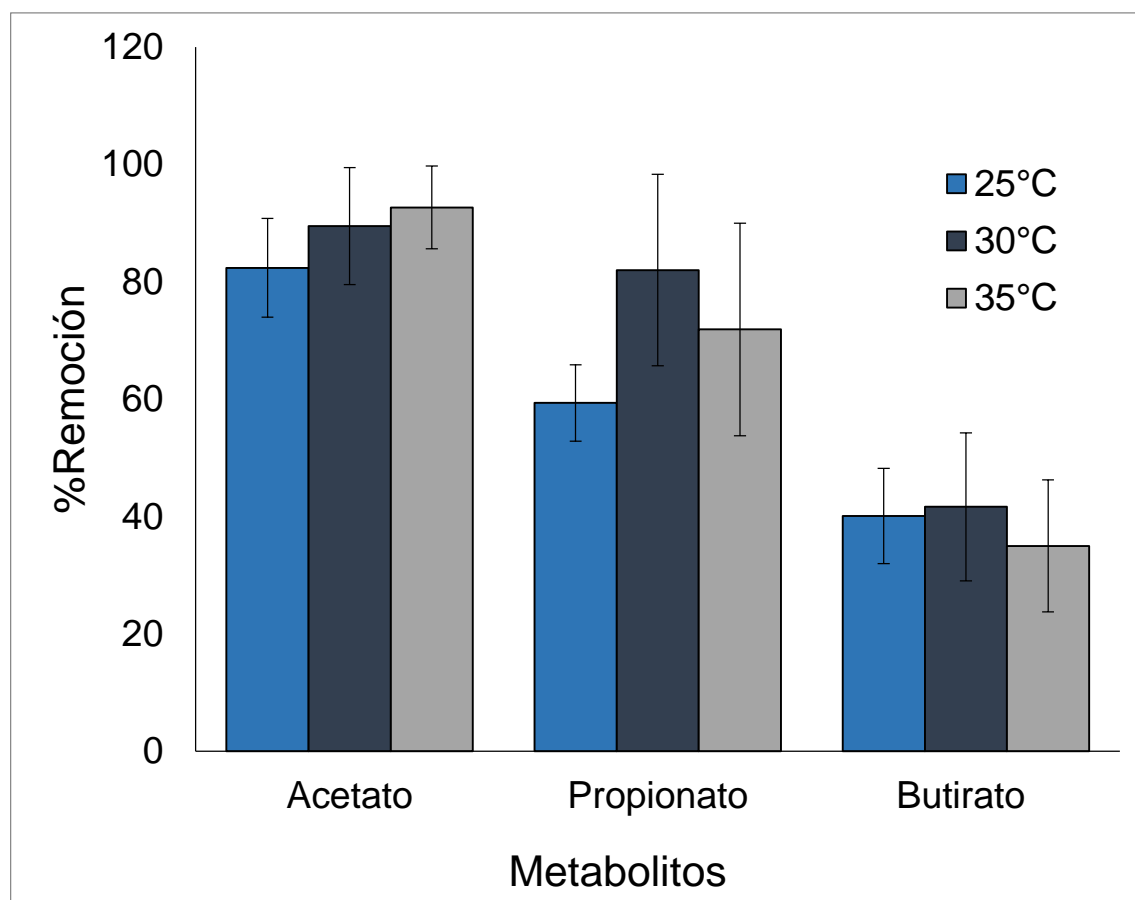 120
100
80
60
40
20
0
%Remoción
25°C
30°C
35°C
Acetato Propionato Butirato
Metabolitos